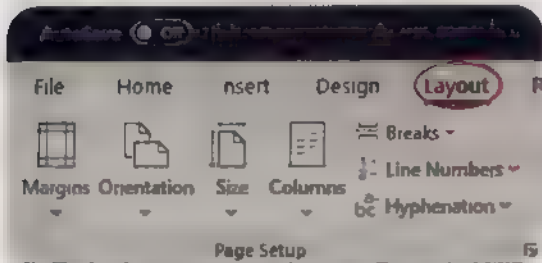 AutoSave Off
File Home nsert Design Layout
Breaks
Line Numbers
Margins Orientation Size Columns
Hyphenation
Page Setup